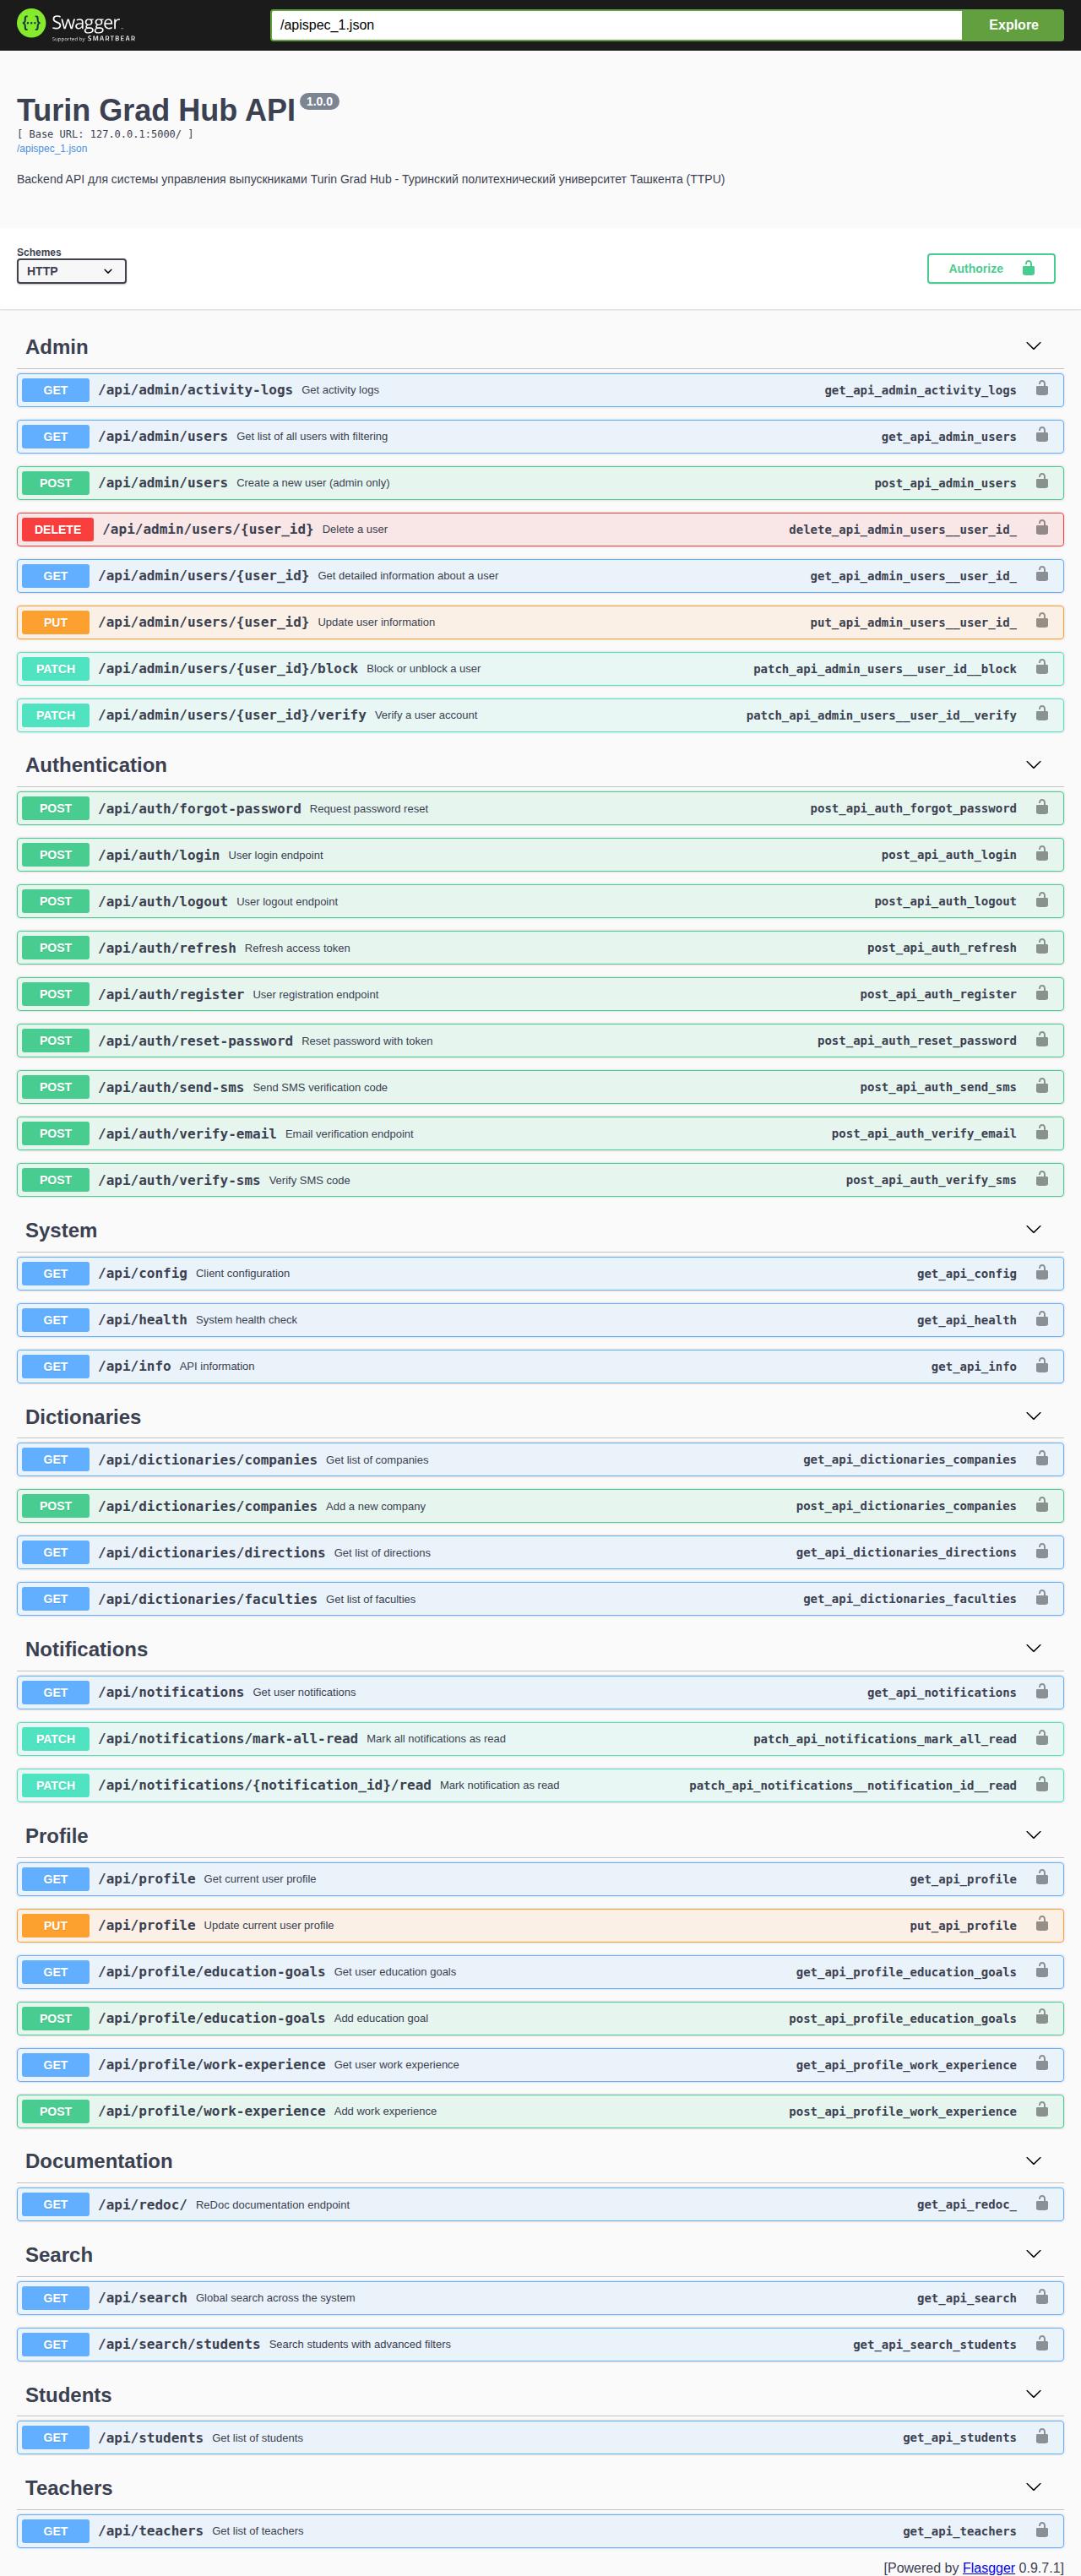 Swagger.
Supported by SMARTBEAR
/apispec_1.json
Explore
Turin Grad Hub API 1.0.0
[ Base URL: 127.0.0.1:5000/ ]
/apispec_1.json
Backend API для системы управления выпускниками Turin Grad Hub - Туринский политехнический университет Ташкента (TTPU)
Schemes
HTTP
Authorize
Admin
GET /api/admin/activity-logs Get activity logs get_api_admin_activity_logs
GET /api/admin/users Get list of all users with filtering get_api_admin_users
POST /api/admin/users Create a new user (admin only) post_api_admin_users
DELETE /api/admin/users/{user_id} Delete a user delete_api_admin_users__user_id_
GET /api/admin/users/{user_id} Get detailed information about a user get_api_admin_users__user_id_
PUT /api/admin/users/{user_id} Update user information put_api_admin_users__user_id_
PATCH /api/admin/users/{user_id}/block Block or unblock a user patch_api_admin_users__user_id__block
PATCH /api/admin/users/{user_id}/verify Verify a user account patch_api_admin_users__user_id__verify
Authentication
POST /api/auth/forgot-password Request password reset post_api_auth_forgot_password
POST /api/auth/login User login endpoint post_api_auth_login
POST /api/auth/logout User logout endpoint post_api_auth_logout
POST /api/auth/refresh Refresh access token post_api_auth_refresh
POST /api/auth/register User registration endpoint post_api_auth_register
POST /api/auth/reset-password Reset password with token post_api_auth_reset_password
POST /api/auth/send-sms Send SMS verification code post_api_auth_send_sms
POST /api/auth/verify-email Email verification endpoint post_api_auth_verify_email
POST /api/auth/verify-sms Verify SMS code post_api_auth_verify_sms
System
GET /api/config Client configuration get_api_config
GET /api/health System health check get_api_health
GET /api/info API information get_api_info
Dictionaries
GET /api/dictionaries/companies Get list of companies get_api_dictionaries_companies
POST /api/dictionaries/companies Add a new company post_api_dictionaries_companies
GET /api/dictionaries/directions Get list of directions get_api_dictionaries_directions
GET /api/dictionaries/faculties Get list of faculties get_api_dictionaries_faculties
Notifications
GET /api/notifications Get user notifications get_api_notifications
PATCH /api/notifications/mark-all-read Mark all notifications as read patch_api_notifications_mark_all_read
PATCH /api/notifications/{notification_id}/read Mark notification as read patch_api_notifications__notification_id__read
Profile
GET /api/profile Get current user profile get_api_profile
PUT /api/profile Update current user profile put_api_profile
GET /api/profile/education-goals Get user education goals get_api_profile_education_goals
POST /api/profile/education-goals Add education goal post_api_profile_education_goals
GET /api/profile/work-experience Get user work experience get_api_profile_work_experience
POST /api/profile/work-experience Add work experience post_api_profile_work_experience
Documentation
GET /api/redoc/ ReDoc documentation endpoint get_api_redoc_
Search
GET /api/search Global search across the system get_api_search
GET /api/search/students Search students with advanced filters get_api_search_students
Students
GET /api/students Get list of students get_api_students
Teachers
GET /api/teachers Get list of teachers get_api_teachers
[Powered by Flasgger 0.9.7.1]